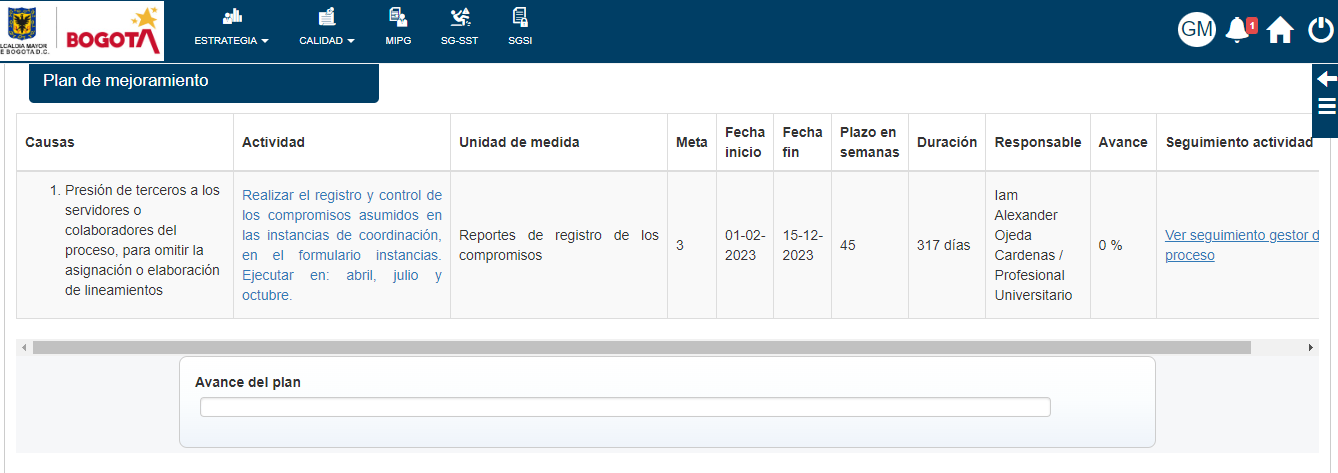 ALCALDIA MAYOR
DE BOGOTA D.C.
BOGOTA
ESTRATEGIA
CALIDAD
MIPG
SG-SST
SGSI
GM
1
Plan de mejoramiento
Causas
Actividad
Unidad de medida
Meta
Fecha
inicio
Fecha
fin
Plazo en
semanas
Duración
Responsable
Avance
Seguimiento actividad
1. Presión de terceros a los
servidores o
colaboradores del
proceso, para omitir la
asignación o elaboración
de lineamientos
Realizar el registro y control de
los compromisos asumidos en
las instancias de coordinación,
en el formulario instancias.
Ejecutar en: abril, julio y
octubre.
Reportes de registro de los
compromisos
3
01-02-
2023
15-12-
2023
45
317 días
Iam
Alexander
Ojeda
Cardenas /
Profesional
Universitario
0 %
Ver seguimiento gestor d
proceso
Avance del plan